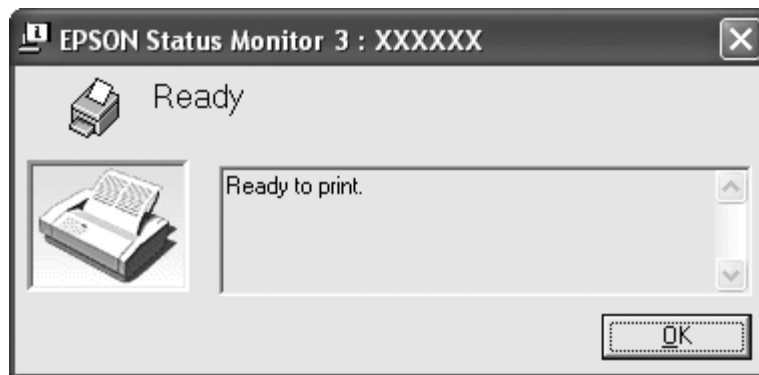 EPSON Status Monitor 3 : XXXXXX
Ready
Ready to print.
OK